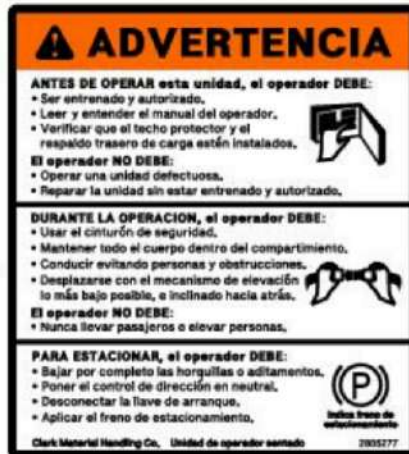 ADVERTENCIA
ANTES DE OPERAR esta unidad, el operador DEBE:
• Ser entrenado y autorizado.
• Leer y entender el manual del operador.
• Verificar que el techo protector y el
respaldo trasero de carga estén instalados.
El operador NO DEBE:
• Operar una unidad defectuosa.
• Reparar la unidad sin estar entrenado y autorizado.
DURANTE LA OPERACION, el operador DEBE:
• Usar el cinturón de seguridad.
• Mantener todo el cuerpo dentro del compartimiento.
• Conducir evitando personas y obstrucciones.
• Desplazarse con el mecanismo de elevación
lo más bajo posible, e inclinado hacia atrás.
El operador NO DEBE:
• Nunca llevar pasajeros o elevar personas.
PARA ESTACIONAR, el operador DEBE:
• Bajar por completo las horquillas o aditamentos.
• Poner el control de dirección en neutral.
• Desconectar la llave de arranque.
• Aplicar el freno de estacionamiento.
P
Indica freno de
estacionamiento
Clark Material Handling Co. Unidad de operador sentado 2805277